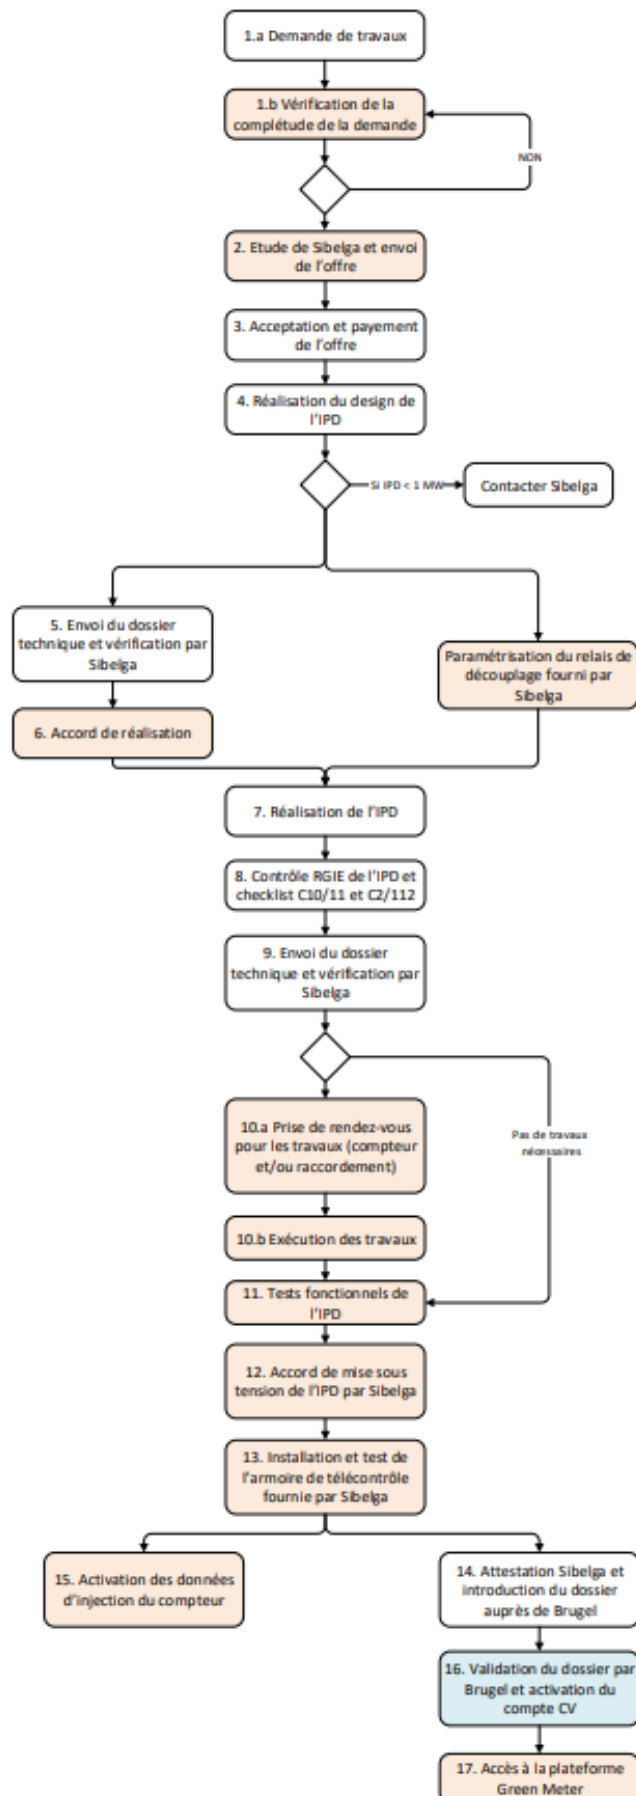 1.a Demande de travaux
1.b Vérification de la
complétude de la demande
NON
2. Etude de Sibelga et envoi
de l'offre
3. Acceptation et payement
de l'offre
4. Réalisation du design de
l'IPD
Si IPD < 1 MW
Contacter Sibelga
5. Envoi du dossier
technique et vérification par
Sibelga
Paramétrisation du relais de
découplage fourni par
Sibelga
6. Accord de réalisation
7. Réalisation de l'IPD
8. Contrôle RGIE de l'IPD et
checklist C10/11 et C2/112
9. Envoi du dossier
technique et vérification par
Sibelga
10.a Prise de rendez-vous
pour les travaux (compteur
et/ou raccordement)
Pas de travaux
nécessaires
10.b Exécution des travaux
11. Tests fonctionnels de
l'IPD
12. Accord de mise sous
tension de l'IPD par Sibelga
13. Installation et test de
l'armoire de télécontrôle
fournie par Sibelga
15. Activation des données
d'injection du compteur
14. Attestation Sibelga et
introduction du dossier
auprès de Brugel
16. Validation du dossier par
Brugel et activation du
compte CV
17. Accès à la plateforme
Green Meter